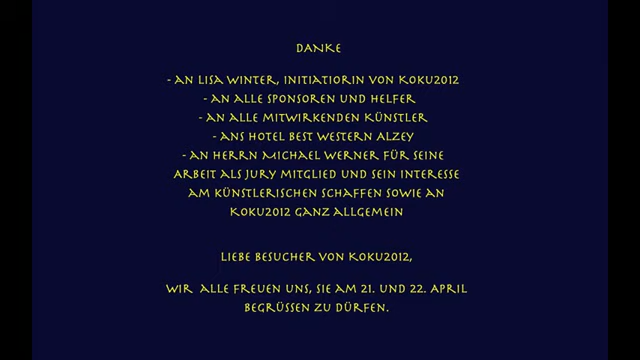 DANKE
- AN LISA WINTER, INITIATIORIN VON KOKU2012
- AN ALLE SPONSOREN UND HELFER
- AN ALLE MITWIRKENDEN KÜNSTLER
- ANS HOTEL BEST WESTERN ALZEY
- AN HERRN MICHAEL WERNER FÜR SEINE
ARBEIT ALS JURY MITGLIED UND SEIN INTERESSE
AM KÜNSTLERISCHEN SCHAFFEN SOWIE AN
KOKU2012 GANZ ALLGEMEIN
LIEBE BESUCHER VON KOKU2012,
WIR ALLE FREUEN UNS, SIE AM 21. UND 22. APRIL
BEGRÜSSEN ZU DÜRFEN.